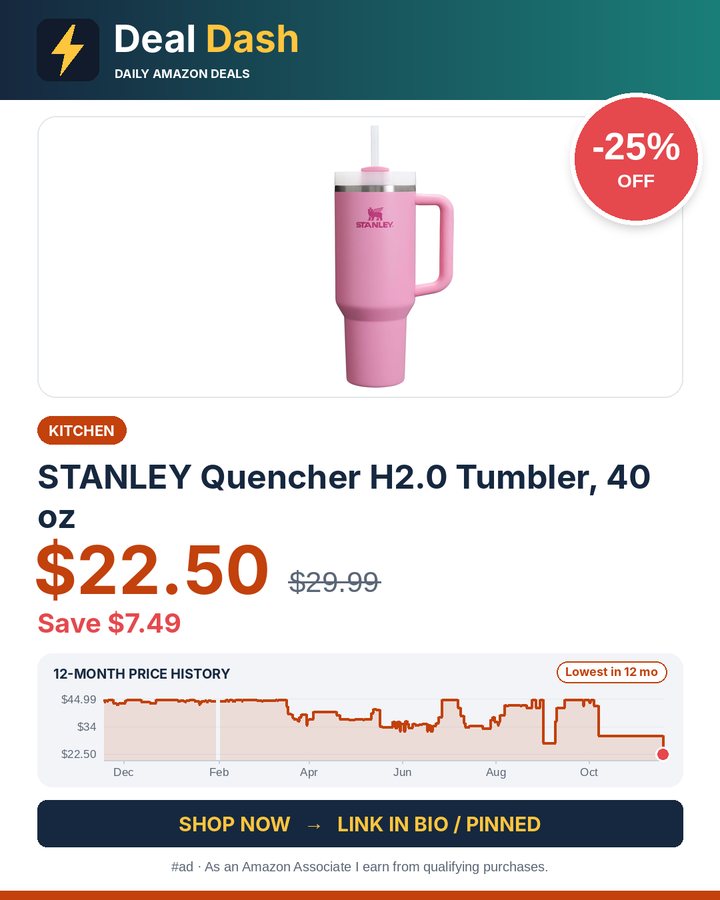 Deal Dash
DAILY AMAZON DEALS
-25%
OFF
STANLEY
KITCHEN
STANLEY Quencher H2.0 Tumbler, 40
oz
$22.50 $29.99
Save $7.49
12-MONTH PRICE HISTORY
Lowest in 12 mo
$44.99
$34
$22.50
Dec Feb Apr Jun Aug Oct
SHOP NOW → LINK IN BIO / PINNED
#ad · As an Amazon Associate I earn from qualifying purchases.